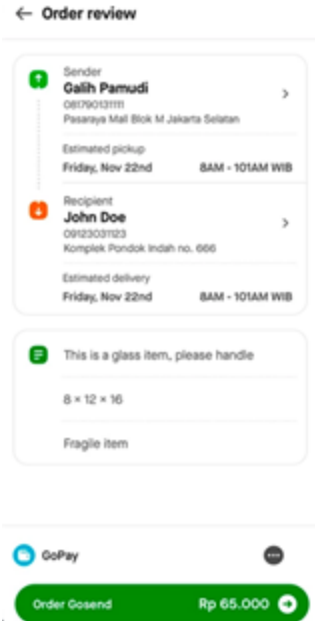 Order review
Sender
Galih Pamudi
081790131111
Pasaraya Mall Blok M Jakarta Selatan
Estimated pickup
Friday, Nov 22nd 8AM - 101AM WIB
Recipient
John Doe
09123031123
Komplek Pondok Indah no. 666
Estimated delivery
Friday, Nov 22nd 8AM - 101AM WIB
This is a glass item, please handle
8 × 12 × 16
Fragile item
GoPay
Order Gosend Rp 65.000